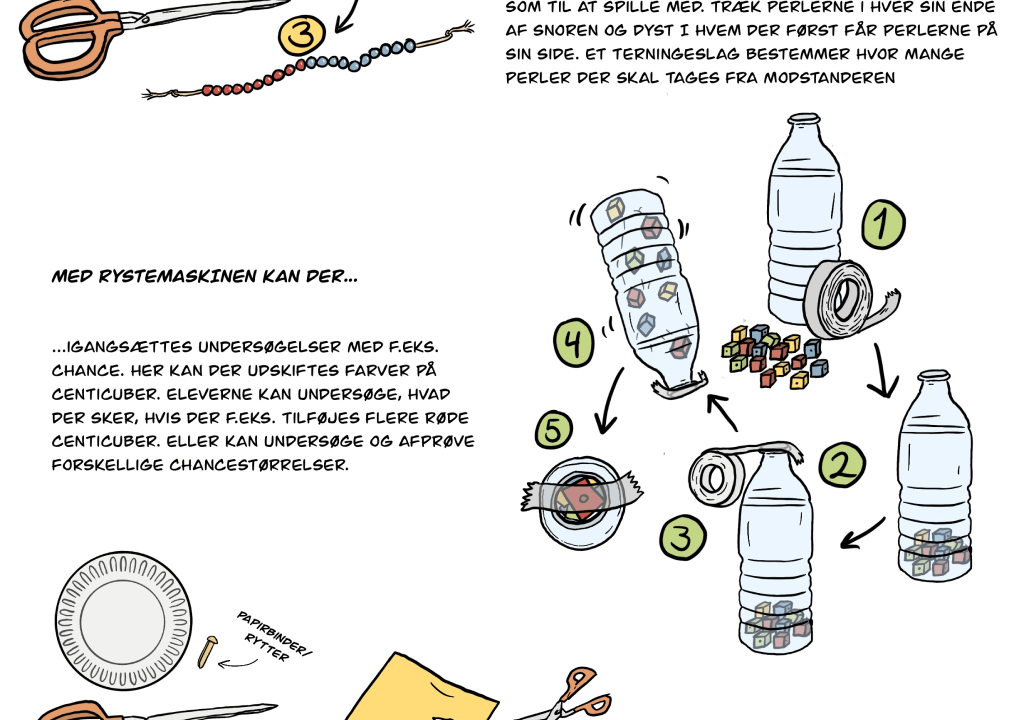 SOM TIL AT SPILLE MED. TRÆK PERLERNE I HVER SIN ENDE
AF SNOREN OG DYST I HVEM DER FØRST FÅR PERLERNE PÅ
SIN SIDE. ET TERNINGESLAG BESTEMMER HVOR MANGE
PERLER DER SKAL TAGES FRA MODSTANDEREN
3
MED RYSTEMASKINEN KAN DER...
...IGANGSÆTTES UNDERSØGELSER MED F.EKS.
CHANCE. HER KAN DER UDSKIFTES FARVER PÅ
CENTICUBER. ELEVERNE KAN UNDERSØGE, HVAD
DER SKER, HVIS DER F.EKS. TILFØJES FLERE RØDE
CENTICUBER. ELLER KAN UNDERSØGE OG AFPRØVE
FORSKELLIGE CHANCESTØRRELSER.
1
4
5
2
3
PAPIRBINDER/
RYTTER